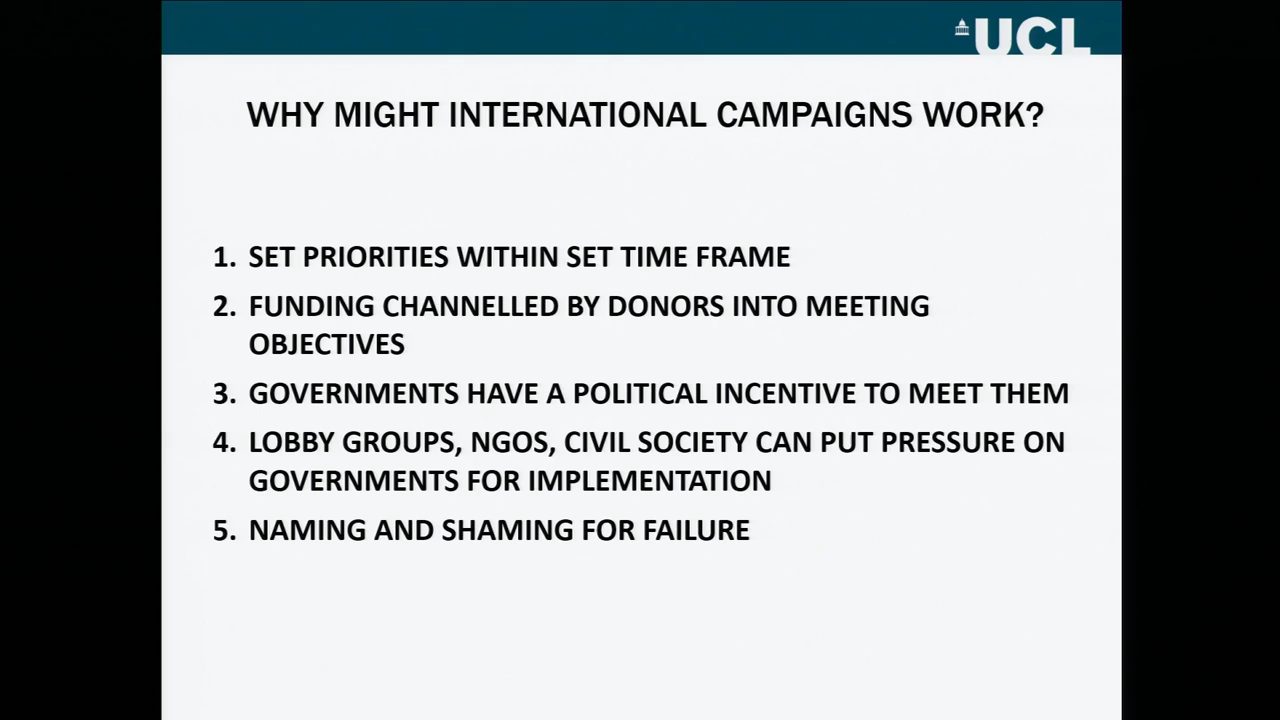 UCL
WHY MIGHT INTERNATIONAL CAMPAIGNS WORK?
1. SET PRIORITIES WITHIN SET TIME FRAME
2. FUNDING CHANNELLED BY DONORS INTO MEETING
OBJECTIVES
3. GOVERNMENTS HAVE A POLITICAL INCENTIVE TO MEET THEM
4. LOBBY GROUPS, NGOS, CIVIL SOCIETY CAN PUT PRESSURE ON
GOVERNMENTS FOR IMPLEMENTATION
5. NAMING AND SHAMING FOR FAILURE